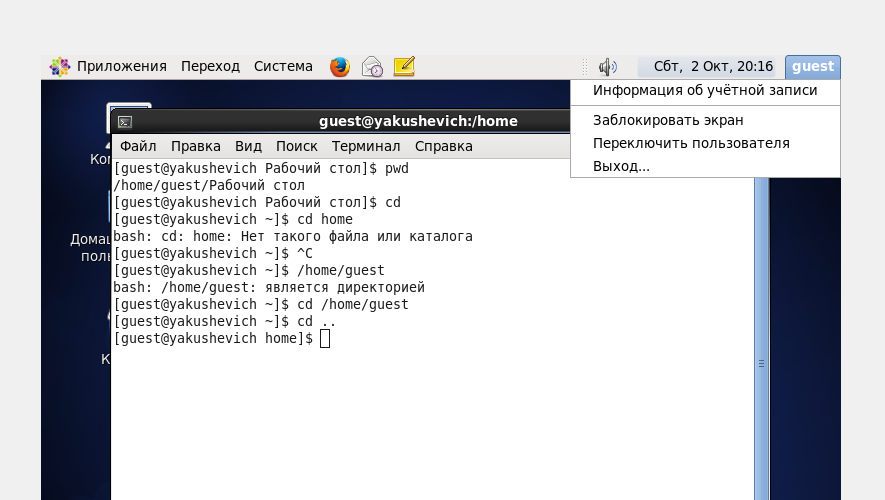 Приложения Переход Система Сбт, 2 Окт, 20:16 guest
Информация об учётной записи
Заблокировать экран
Переключить пользователя
Выход...
guest@yakushevich:/home
Файл Правка Вид Поиск Терминал Справка
[guest@yakushevich Рабочий стол]$ pwd
/home/guest/Рабочий стол
[guest@yakushevich Рабочий стол]$ cd
[guest@yakushevich ~]$ cd home
bash: cd: home: Нет такого файла или каталога
[guest@yakushevich ~]$ ^C
[guest@yakushevich ~]$ /home/guest
bash: /home/guest: является директорией
[guest@yakushevich ~]$ cd /home/guest
[guest@yakushevich ~]$ cd ..
[guest@yakushevich home]$